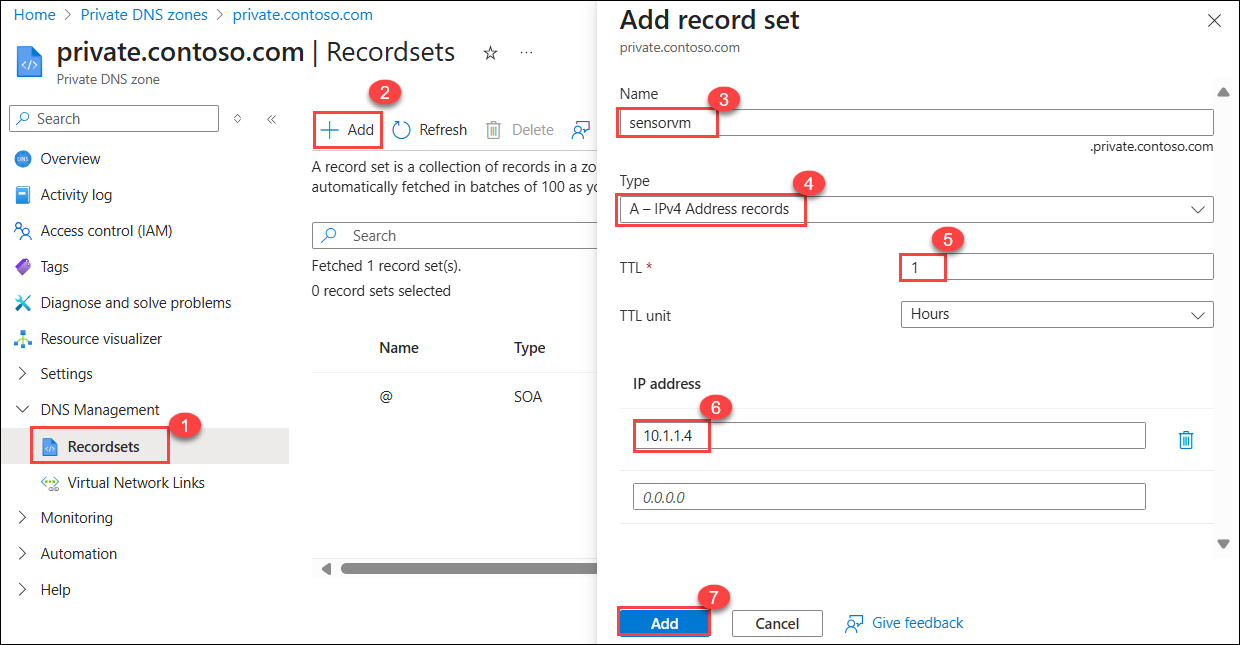 Home > Private DNS zones > private.contoso.com
private.contoso.com | Recordsets
Private DNS zone
Search
Overview
Activity log
Access control (IAM)
Tags
Diagnose and solve problems
Resource visualizer
Settings
DNS Management
1
Recordsets
Virtual Network Links
Monitoring
Automation
Help
2
Add Refresh Delete
A record set is a collection of records in a zo
automatically fetched in batches of 100 as yo
Search
Fetched 1 record set(s).
0 record sets selected
Name Type
@ SOA
Add record set
private.contoso.com
Name
3
sensorvm
.private.contoso.com
Type
4
A – IPv4 Address records
5
TTL * 1
TTL unit Hours
IP address
6
10.1.1.4
0.0.0.0
7
Add Cancel Give feedback